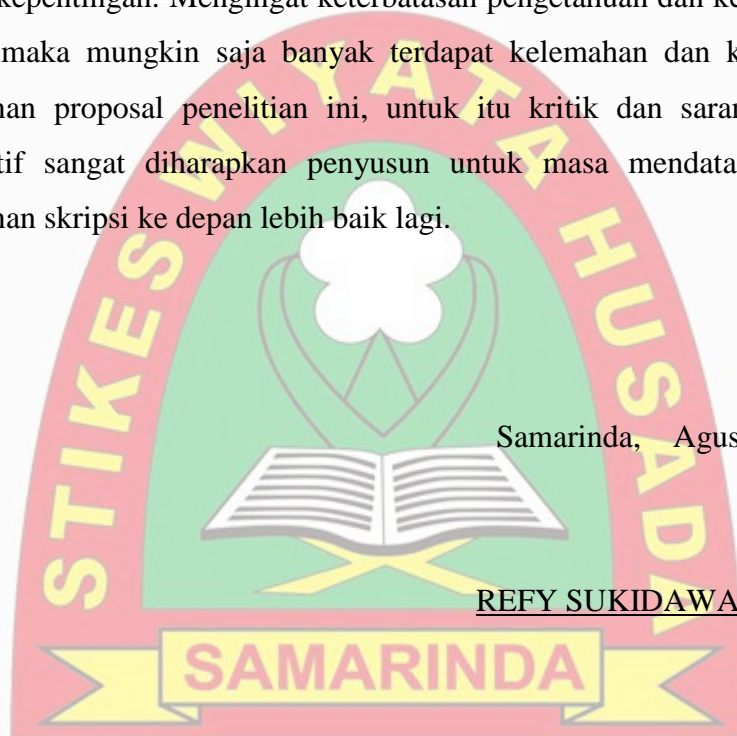 kepentingan. Mengingat keterbatasan pengetahuan dan ke
maka mungkin saja banyak terdapat kelemahan dan k
nan proposal penelitian ini, untuk itu kritik dan saran
tif sangat diharapkan penyusun untuk masa mendata
nan skripsi ke depan lebih baik lagi.
STIKES WIYATA HUSADA
Samarinda, Agus
REFY SUKIDAWA
SAMARINDA